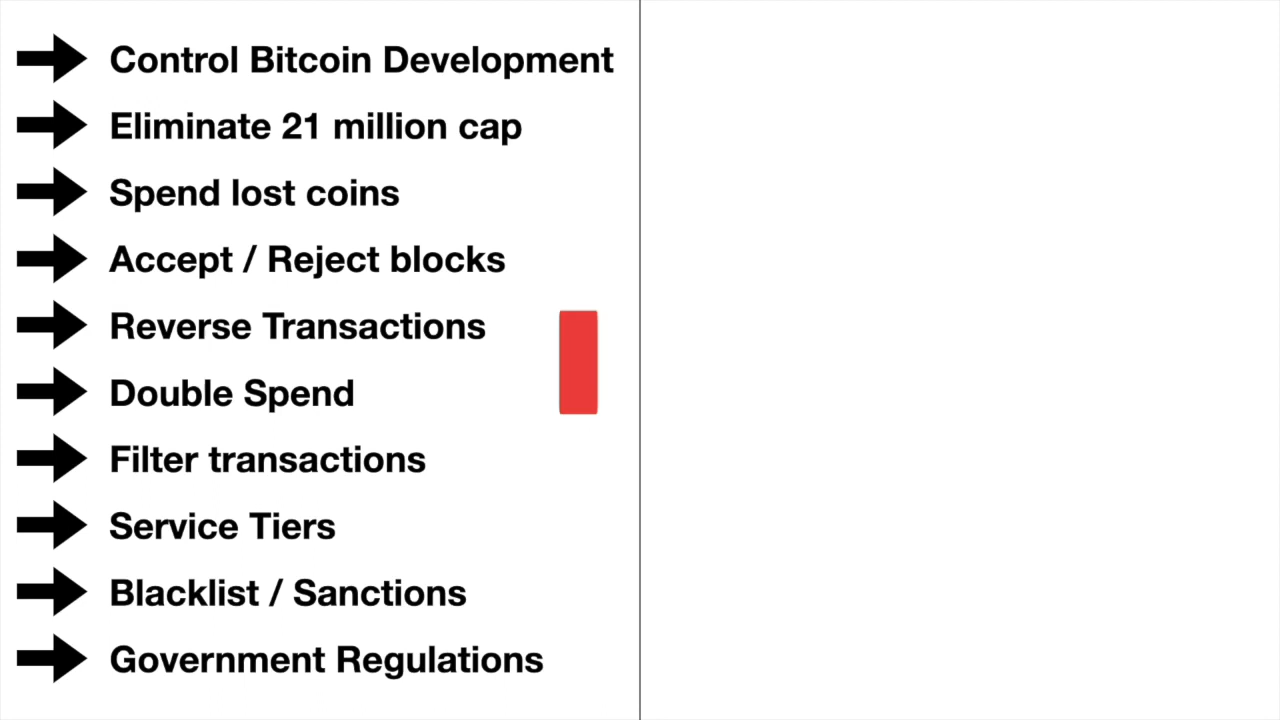 Control Bitcoin Development
Eliminate 21 million cap
Spend lost coins
Accept / Reject blocks
Reverse Transactions
Double Spend
Filter transactions
Service Tiers
Blacklist / Sanctions
Government Regulations